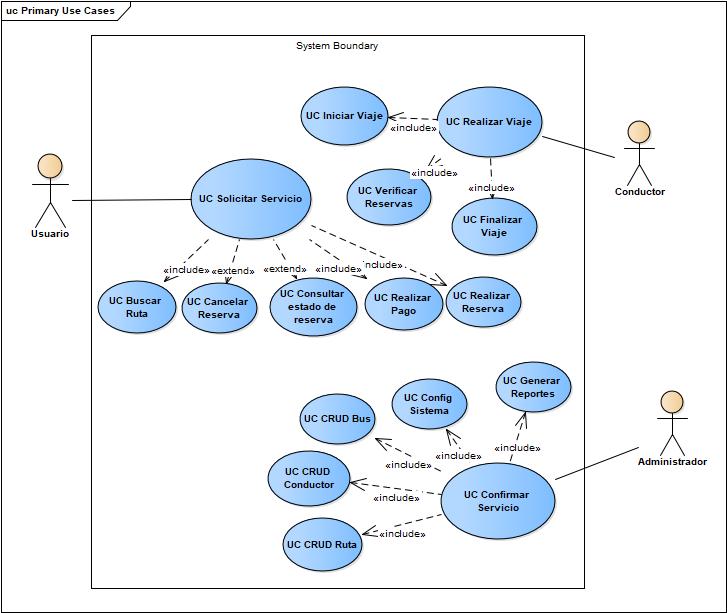 uc Primary Use Cases
System Boundary
UC Iniciar Viaje
«include»
UC Realizar Viaje
Conductor
«include»
UC Verificar
Reservas
«include»
UC Finalizar
Viaje
UC Solicitar Servicio
Usuario
«include»
«extend»
«extend»
«include»
include»
UC Buscar
Ruta
UC Cancelar
Reserva
UC Consultar
estado de
reserva
UC Realizar
Pago
UC Realizar
Reserva
UC CRUD Bus
UC Config
Sistema
UC Generar
Reportes
«include»
«include»
«include»
Administrador
UC CRUD
Conductor
«include»
UC Confirmar
Servicio
UC CRUD Ruta
«include»